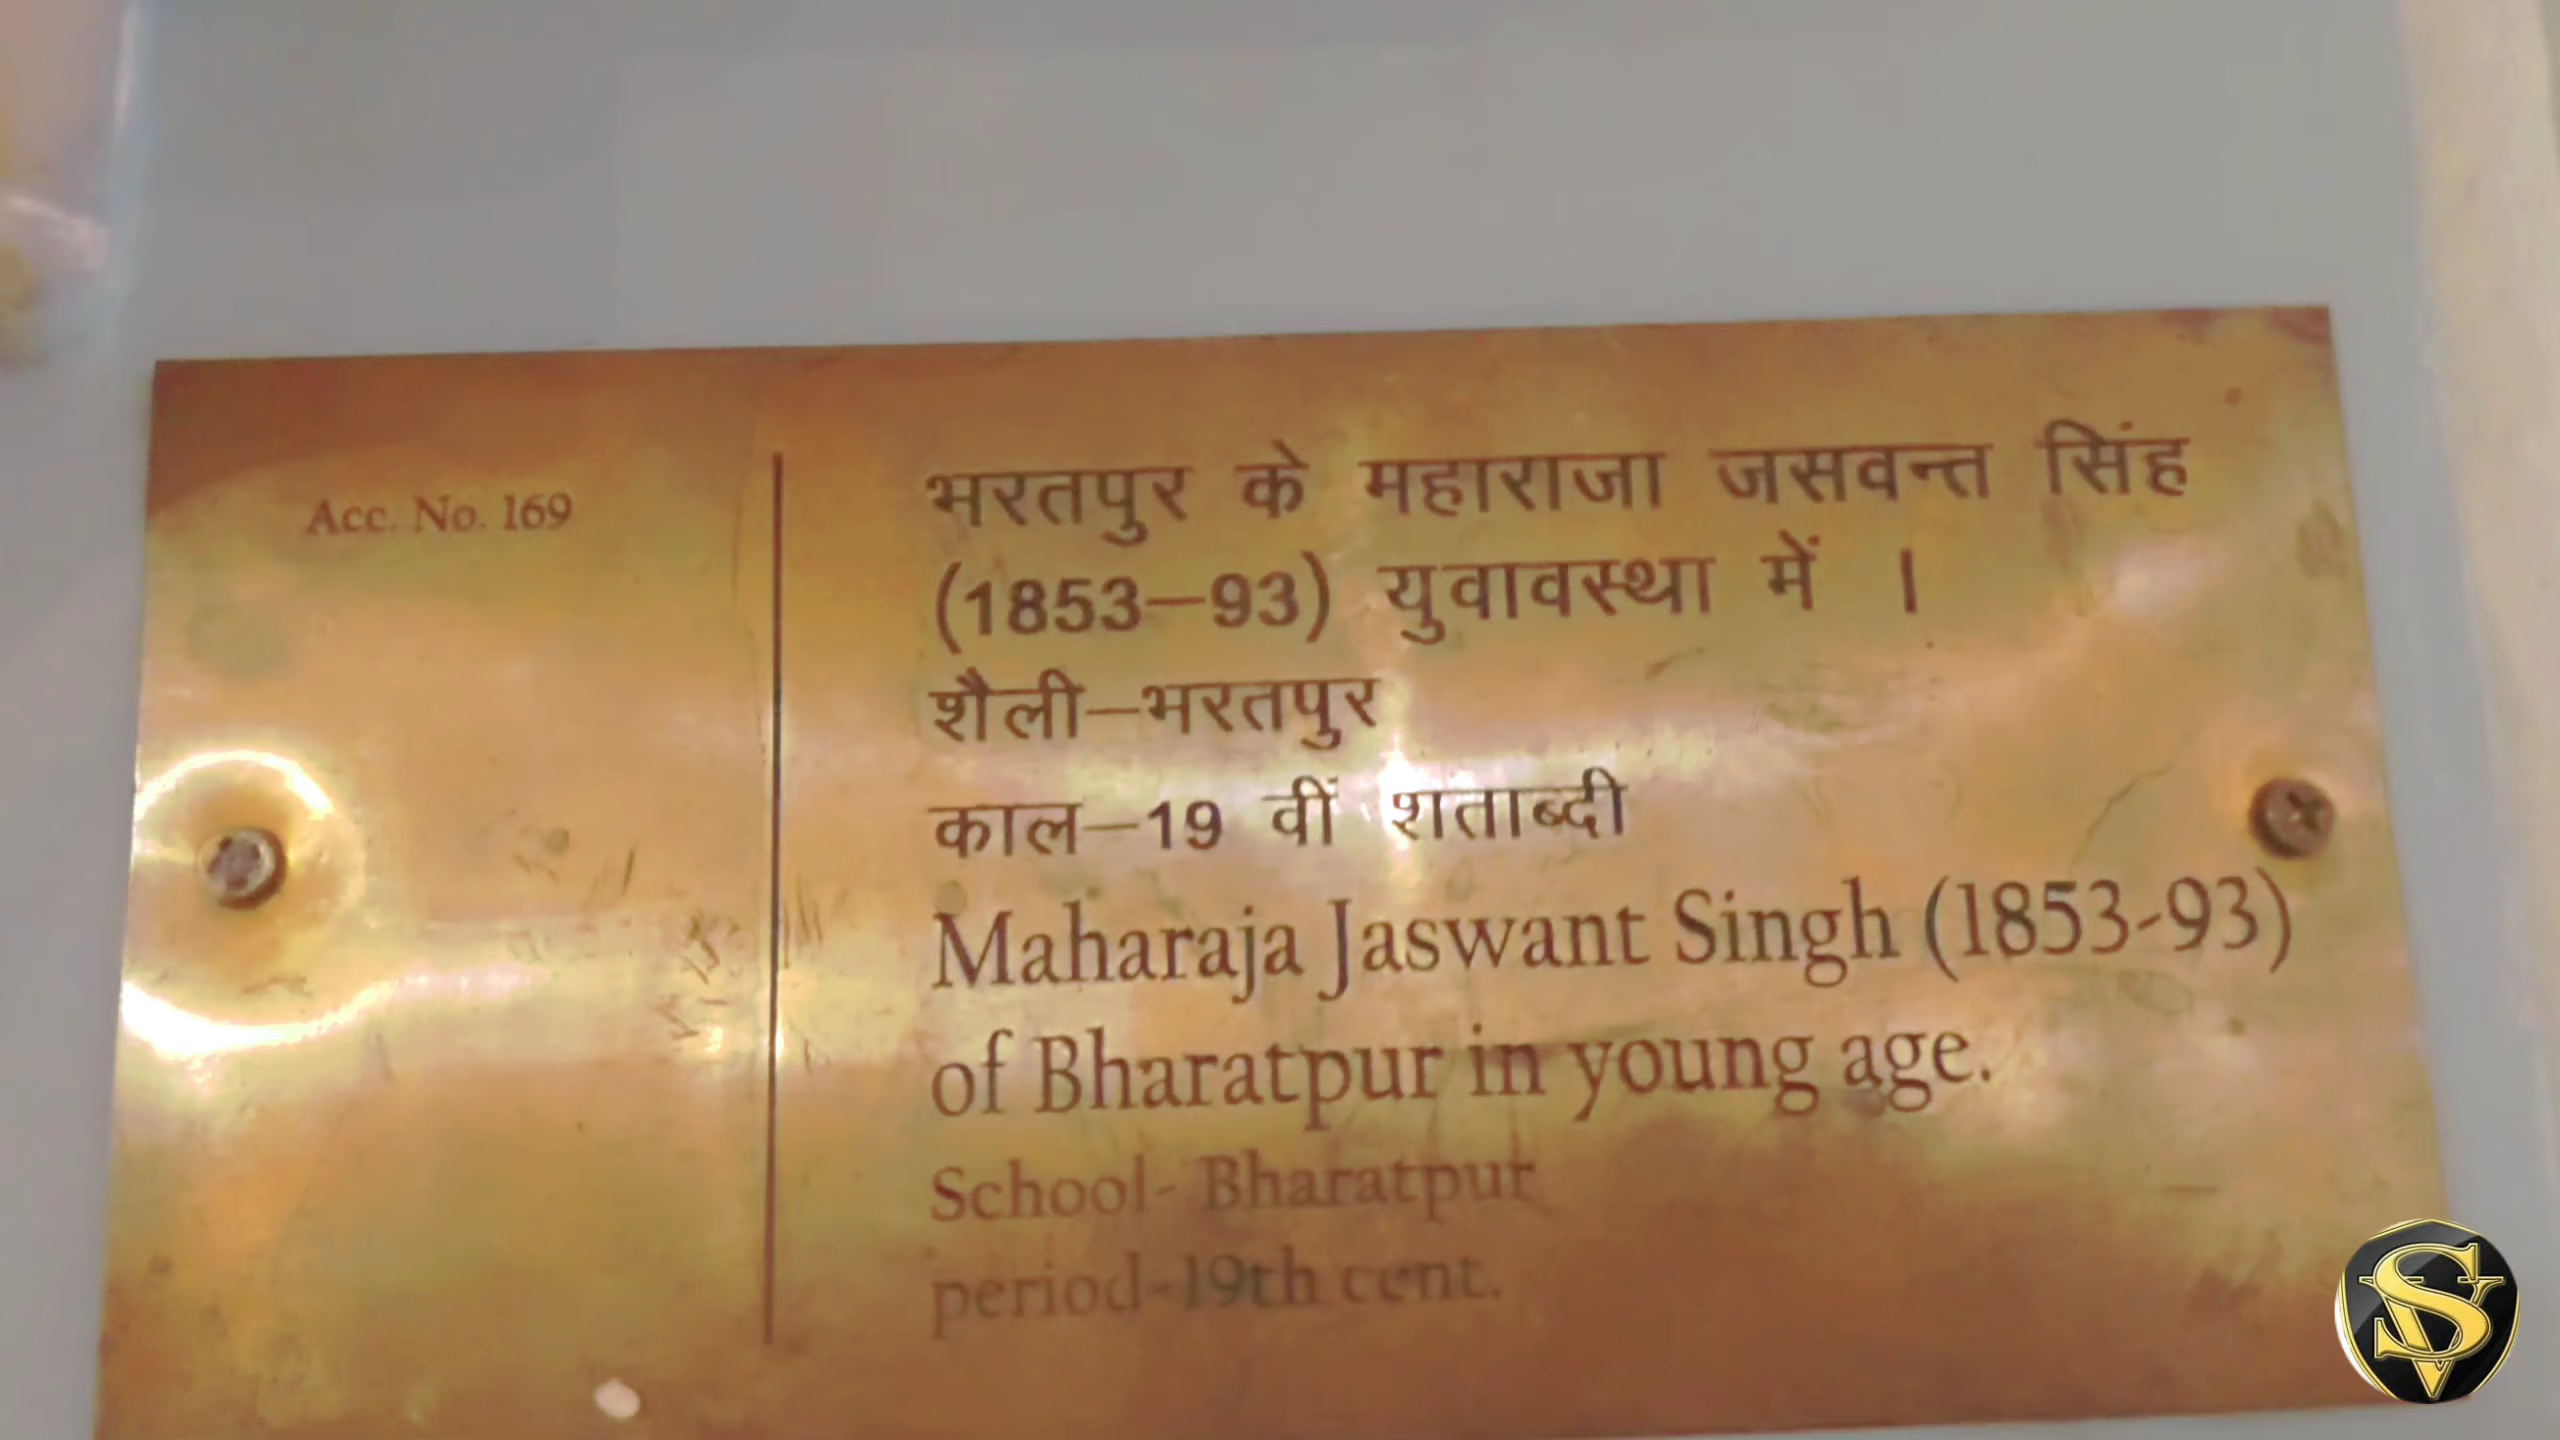 Acc. No. 169
भरतपुर के महाराजा जसवन्त सिंह
(1853–93) युवावस्था में ।
शैली–भरतपुर
काल–19 वीं शताब्दी
Maharaja Jaswant Singh (1853-93)
of Bharatpur in young age.
School- Bharatpur
period-19th cent.
SV